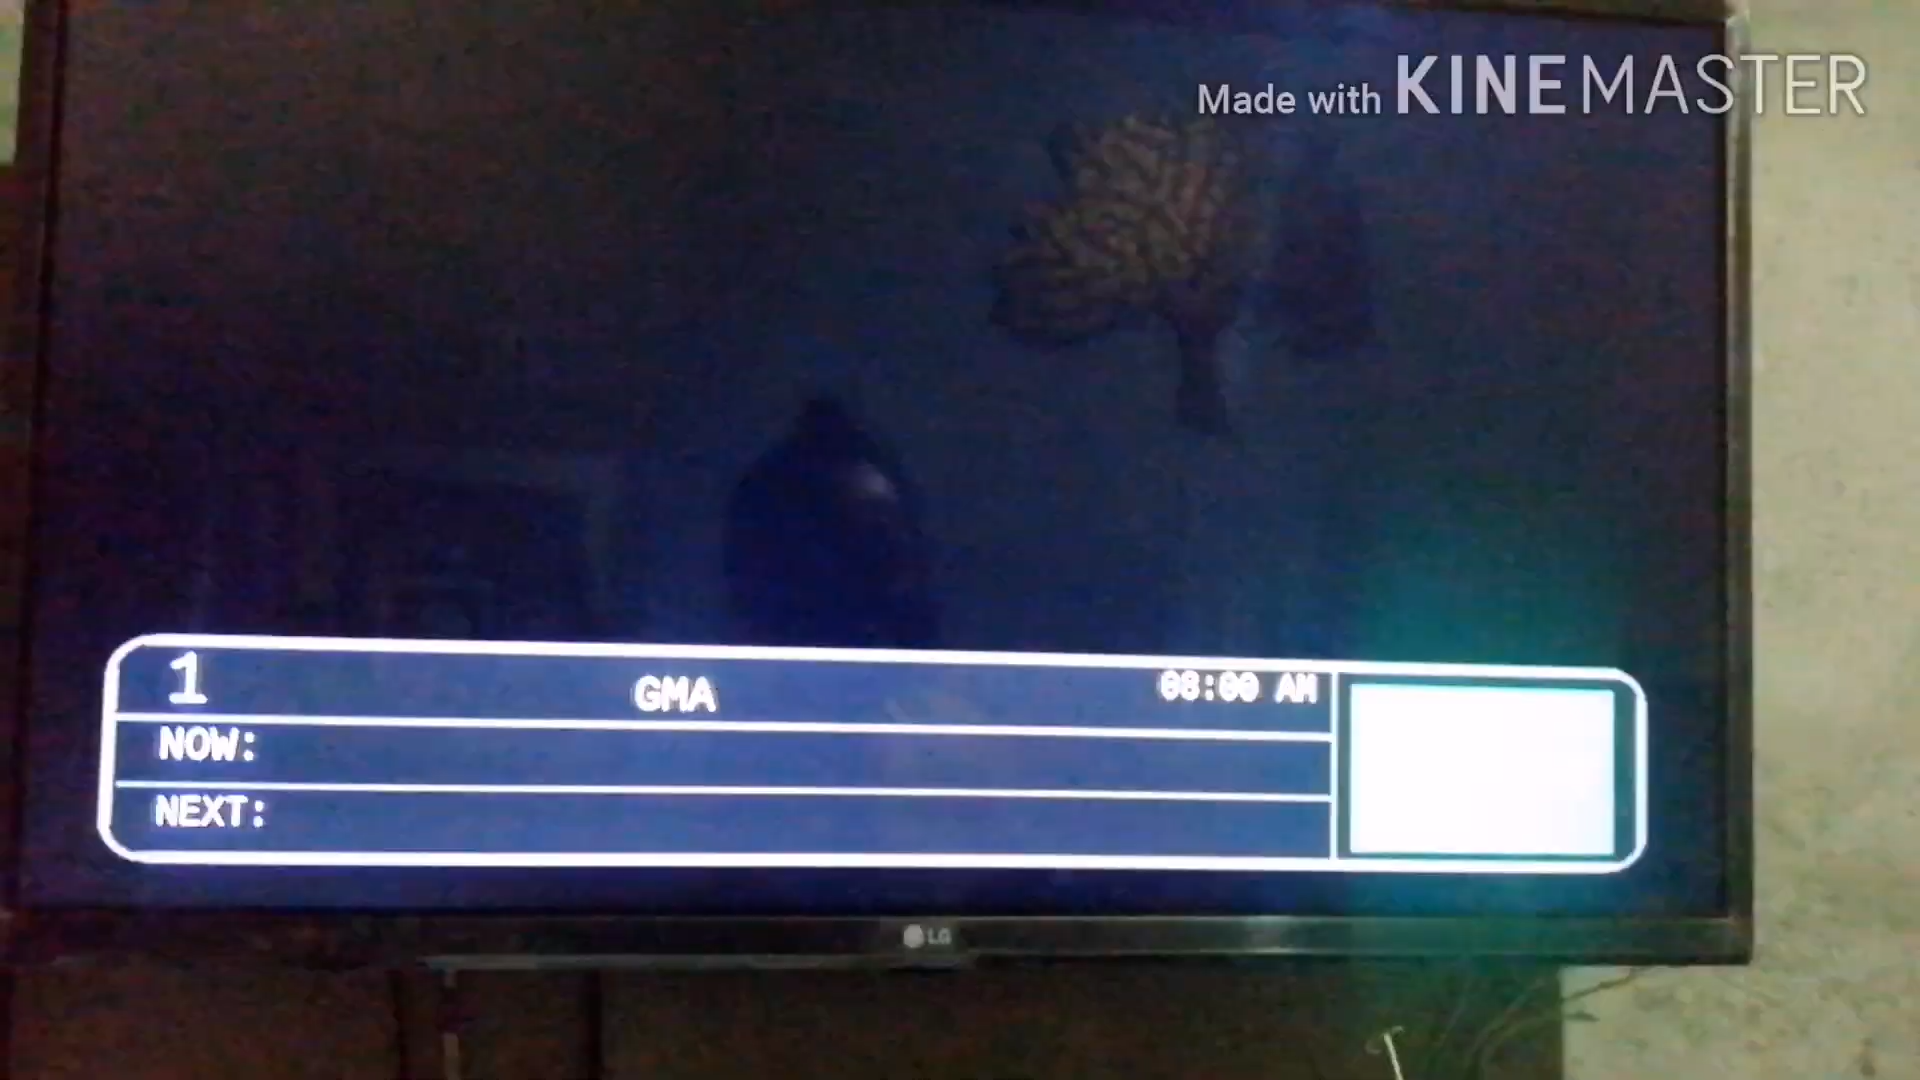 Made with KINEMASTER
1 GMA 08:00 AM
NOW:
NEXT:
LG